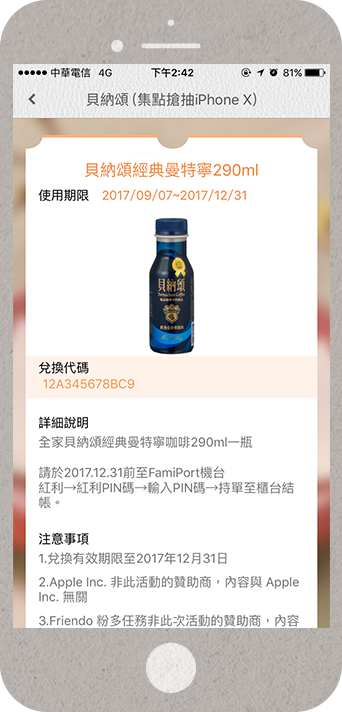 中華電信 4G 下午2:42 81%
貝納頌 (集點搶抽iPhone X)
貝納頌經典曼特寧290ml
使用期限 2017/09/07~2017/12/31
貝納頌
兌換代碼
12A345678BC9
詳細說明
全家貝納頌經典曼特寧咖啡290ml一瓶
請於2017.12.31前至FamiPort機台
紅利→紅利PIN碼→輸入PIN碼→持單至櫃台結
帳。
注意事項
1.兌換有效期限至2017年12月31日
2.Apple Inc. 非此活動的贊助商，內容與 Apple
Inc. 無關
3.Friendo 粉多任務非此次活動的贊助商，內容